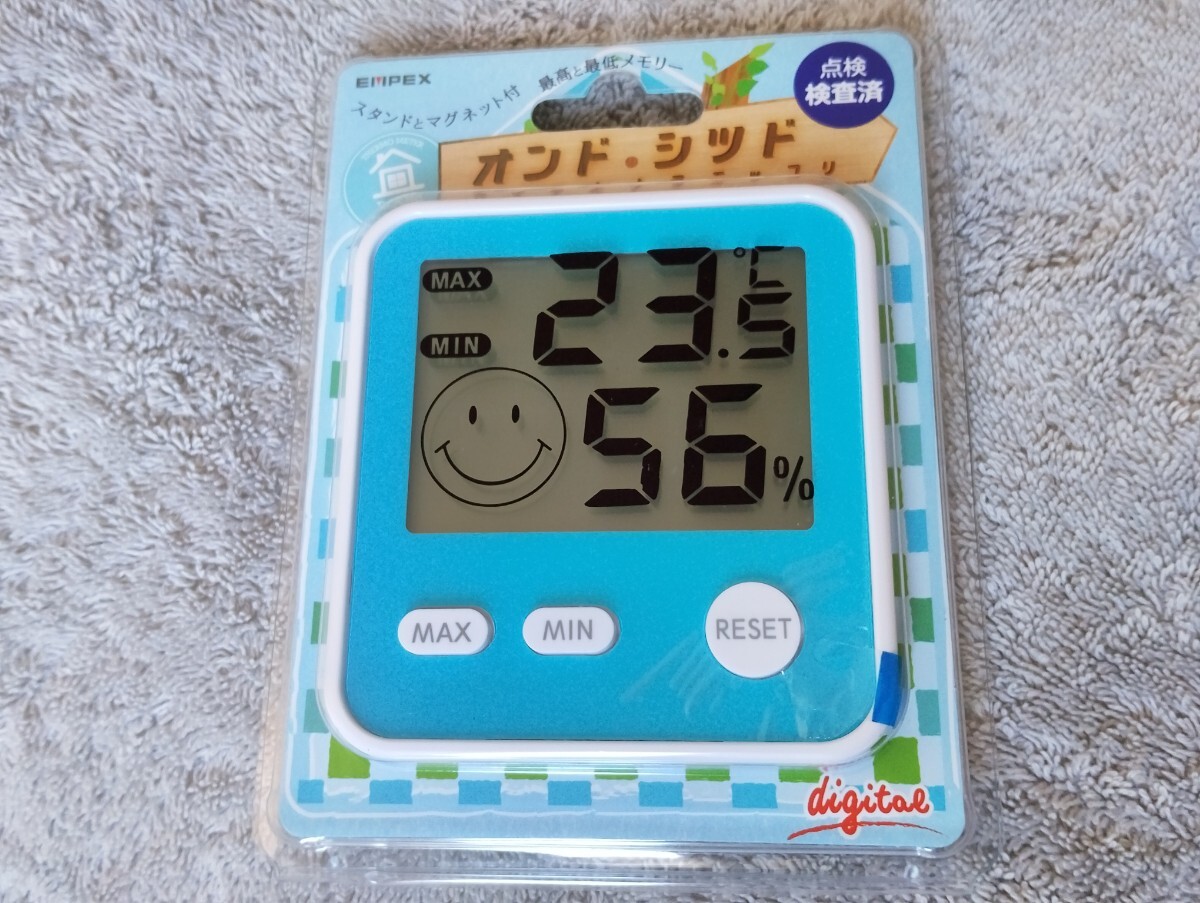 EMPEX
スタンドとマグネット付
最高と最低メモリー
点検
検査済
オンド・シツド
MAX
MIN
23.5
℃
56
%
MAX
MIN
RESET
digital